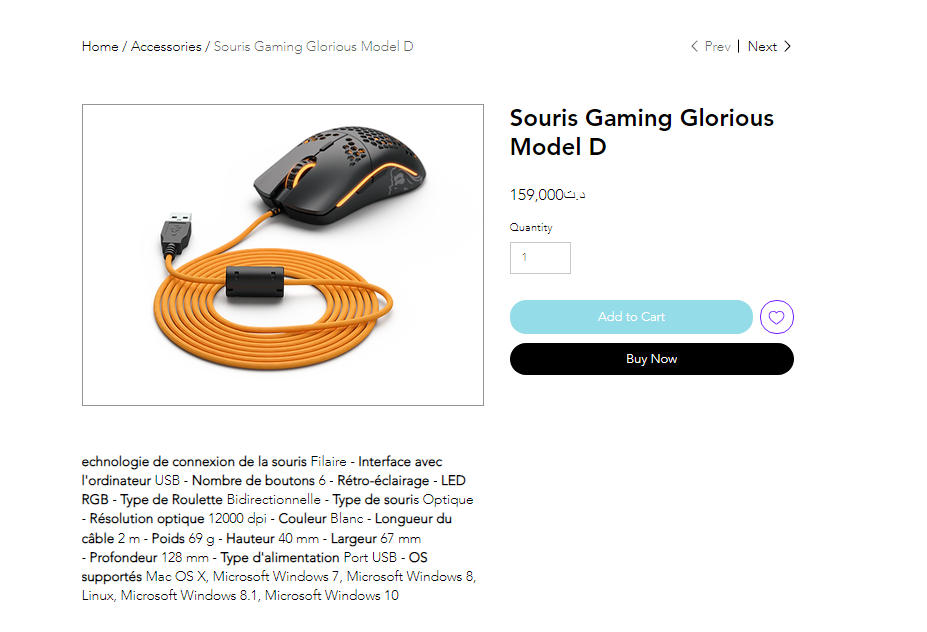 Home / Accessories / Souris Gaming Glorious Model D
Prev | Next
Souris Gaming Glorious
Model D
159,000د.ت
Quantity
1
Add to Cart
Buy Now
echnologie de connexion de la souris Filaire - Interface avec
l'ordinateur USB - Nombre de boutons 6 - Rétro-éclairage - LED
RGB - Type de Roulette Bidirectionnelle - Type de souris Optique
- Résolution optique 12000 dpi - Couleur Blanc - Longueur du
câble 2 m - Poids 69 g - Hauteur 40 mm - Largeur 67 mm
- Profondeur 128 mm - Type d'alimentation Port USB - OS
supportés Mac OS X, Microsoft Windows 7, Microsoft Windows 8,
Linux, Microsoft Windows 8.1, Microsoft Windows 10